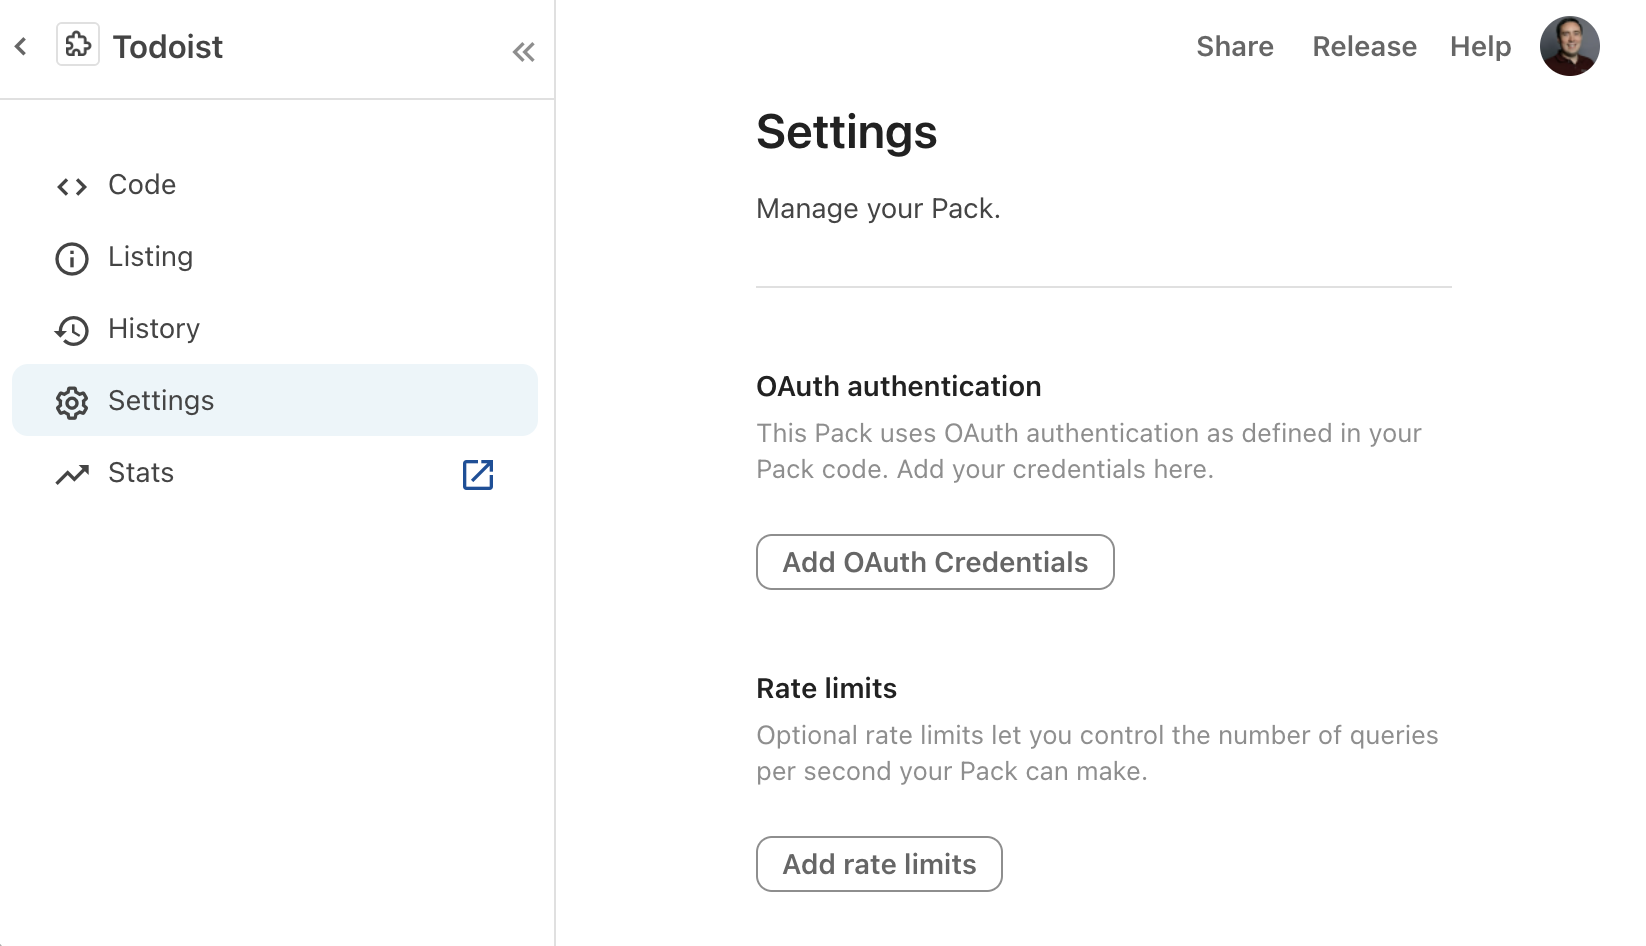 Todoist
Code
Listing
History
Settings
Stats
Share Release Help
Settings
Manage your Pack.
OAuth authentication
This Pack uses OAuth authentication as defined in your
Pack code. Add your credentials here.
Add OAuth Credentials
Rate limits
Optional rate limits let you control the number of queries
per second your Pack can make.
Add rate limits